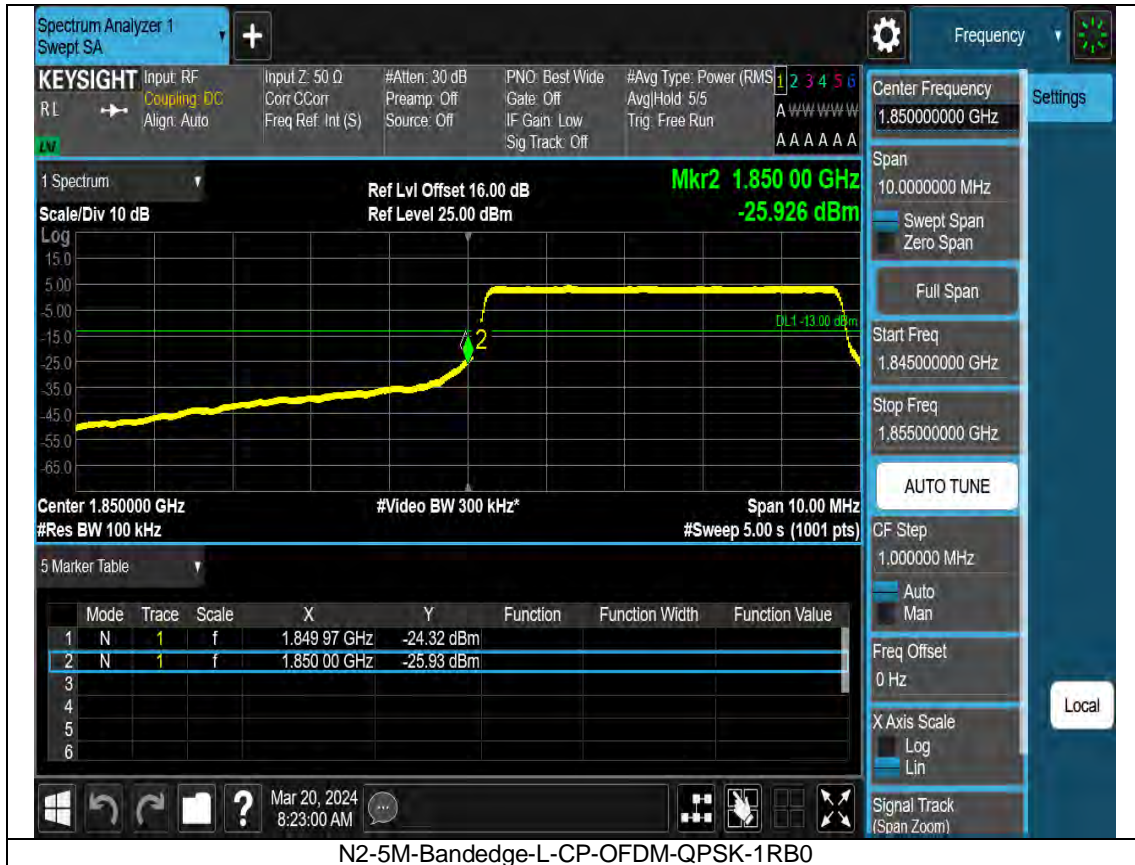 Spectrum Analyzer 1
Swept SA
+
Frequency
KEYSIGHT
RL
Input: RF
Coupling: DC
Align: Auto
Input Z: 50 Ω
Corr CCorr
Freq Ref: Int (S)
#Atten: 30 dB
Preamp: Off
Source: Off
PNO: Best Wide
Gate: Off
IF Gain: Low
Sig Track: Off
#Avg Type: Power (RMS
Avg|Hold: 5/5
Trig: Free Run
1 2 3 4 5 6
A W W W W W
A A A A A A
1 Spectrum
Scale/Div 10 dB
Ref Lvl Offset 16.00 dB
Ref Level 25.00 dBm
Mkr2 1.850 00 GHz
-25.926 dBm
Log
15.0
5.00
-5.00
-15.0
-25.0
-35.0
-45.0
-55.0
-65.0
DL1 -13.00 dBm
2
Center 1.850000 GHz
#Res BW 100 kHz
#Video BW 300 kHz*
Span 10.00 MHz
#Sweep 5.00 s (1001 pts)
5 Marker Table
Mode Trace Scale X Y Function Function Width Function Value
1 N 1 f 1.849 97 GHz -24.32 dBm
2 N 1 f 1.850 00 GHz -25.93 dBm
3
4
5
6
?
Mar 20, 2024
8:23:00 AM
Center Frequency
1.850000000 GHz
Settings
Span
10.0000000 MHz
Swept Span
Zero Span
Full Span
Start Freq
1.845000000 GHz
Stop Freq
1.855000000 GHz
AUTO TUNE
CF Step
1.000000 MHz
Auto
Man
Freq Offset
0 Hz
Local
X Axis Scale
Log
Lin
Signal Track
(Span Zoom)
N2-5M-Bandedge-L-CP-OFDM-QPSK-1RB0